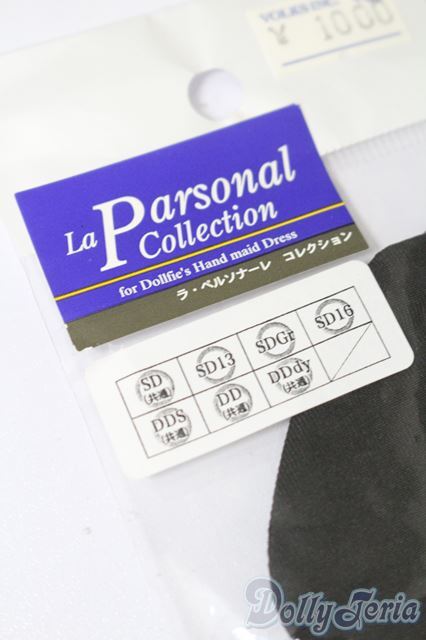 VOLKS INC.
¥ 1000
La Parsonal
Collection
for Dollfie's Hand maid Dress
ラ・ペルソナーレ コレクション
SD
(共通)
SD13
SDGr
SD16
DDS
(共通)
DD
(共通)
DDdy
(共通)
DollyTeria